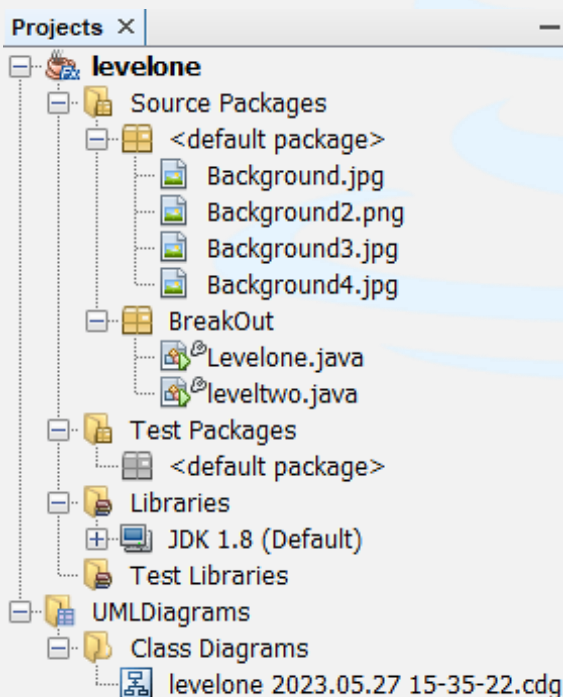 Projects ×
levelone
Source Packages
<default package>
Background.jpg
Background2.png
Background3.jpg
Background4.jpg
BreakOut
Levelone.java
leveltwo.java
Test Packages
<default package>
Libraries
JDK 1.8 (Default)
Test Libraries
UMLDiagrams
Class Diagrams
levelone 2023.05.27 15-35-22.cdg